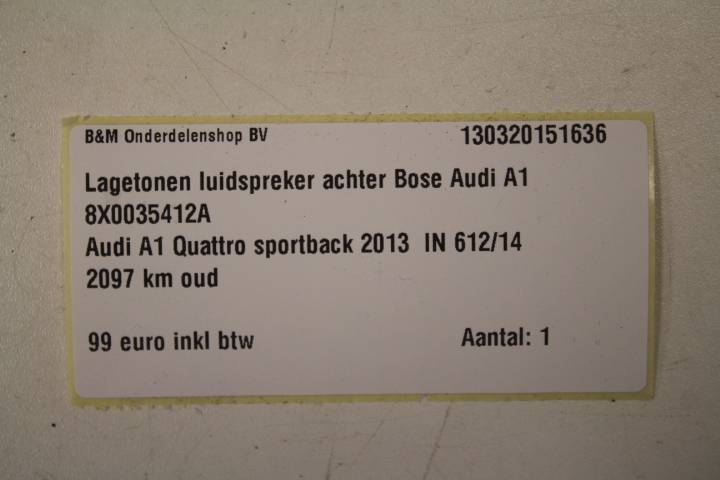 B&M Onderdelenshop BV 130320151636
Lagetonen luidspreker achter Bose Audi A1
8X0035412A
Audi A1 Quattro sportback 2013 IN 612/14
2097 km oud
99 euro inkl btw Aantal: 1